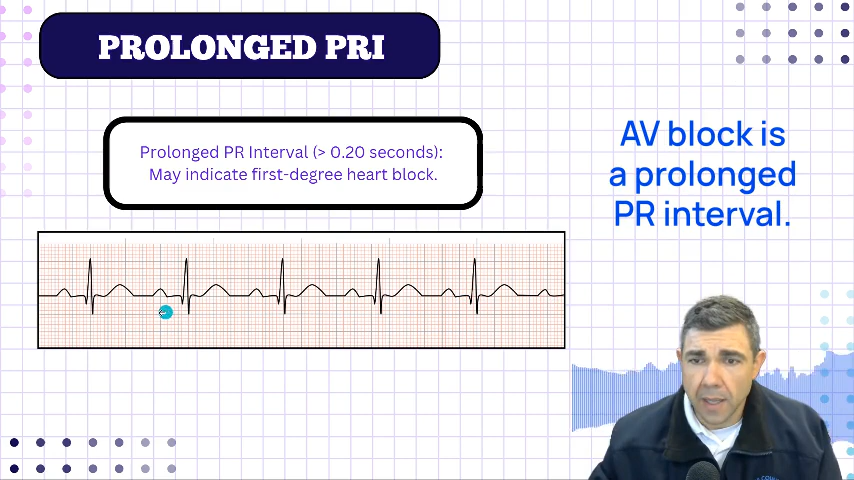 PROLONGED PRI
Prolonged PR Interval (> 0.20 seconds):
May indicate first-degree heart block.
AV block is
a prolonged
PR interval.